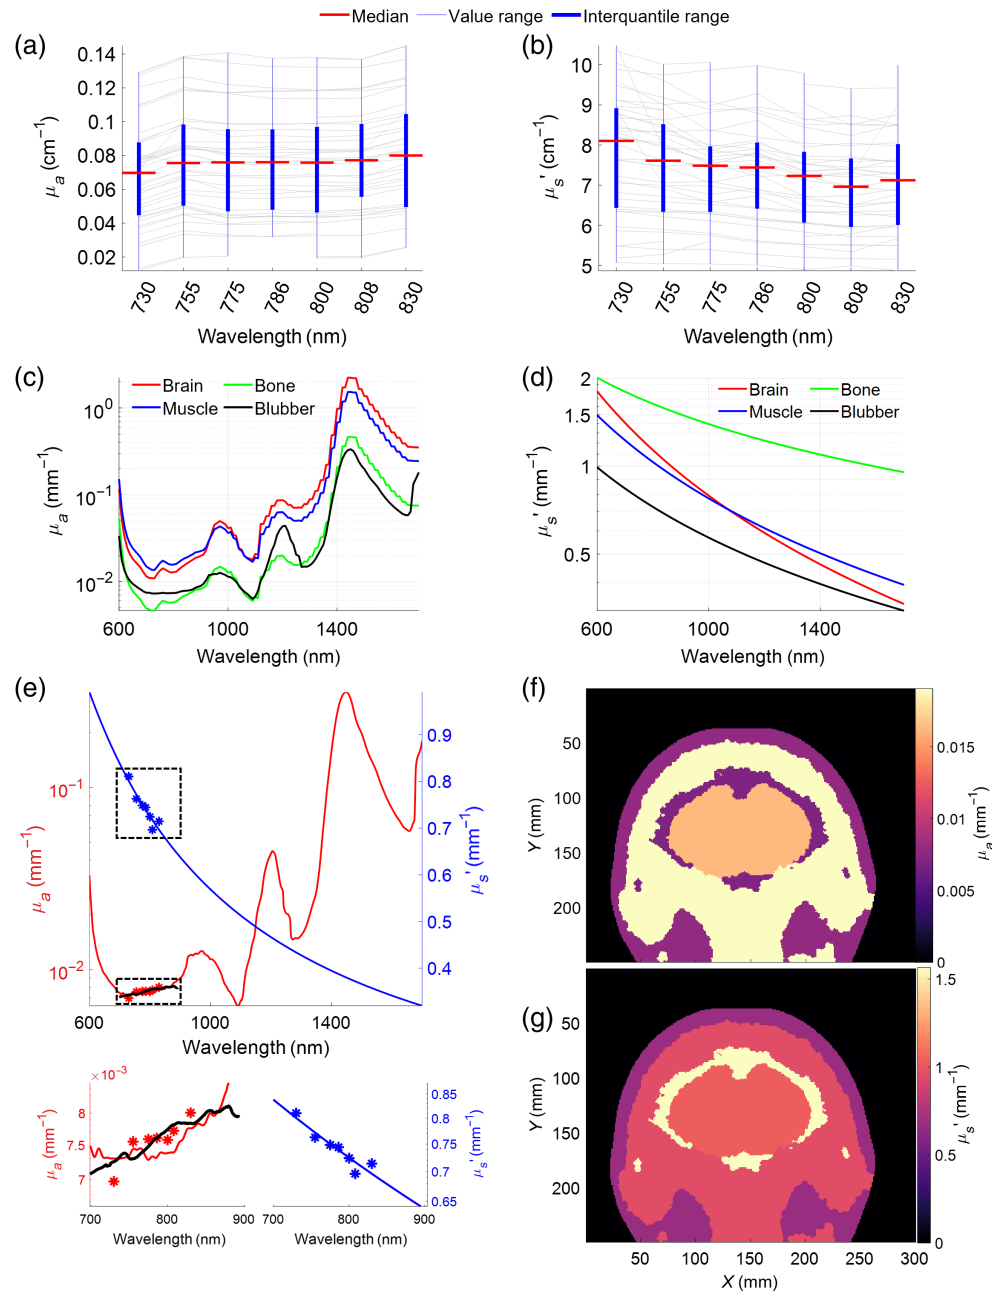 Median Value range Interquantile range
(a)
0.14
0.12
0.1
0.08
0.06
0.04
0.02
μa (cm−1)
730 755 775 786 800 808 830
Wavelength (nm)
(b)
10
9
8
7
6
5
μs' (cm−1)
730 755 775 786 800 808 830
Wavelength (nm)
(c)
Brain Bone
Muscle Blubber
10^0
10^−1
10^−2
μa (mm−1)
600 1000 1400
Wavelength (nm)
(d)
Brain Bone
Muscle Blubber
2
1.5
1
0.5
μs' (mm−1)
600 1000 1400
Wavelength (nm)
(e)
10^−1
10^−2
μa (mm−1)
0.9
0.8
0.7
0.6
0.5
0.4
μs' (mm−1)
600 1000 1400
Wavelength (nm)
×10^−3
8
7.5
7
μa (mm−1)
700 800 900
Wavelength (nm)
0.85
0.8
0.75
0.7
0.65
μs' (mm−1)
700 800 900
Wavelength (nm)
(f)
50
100
150
200
Y (mm)
0.015
0.01
0.005
0
μa (mm−1)
(g)
50
100
150
200
Y (mm)
1.5
1
0.5
0
μs' (mm−1)
50 100 150 200 250 300
X (mm)